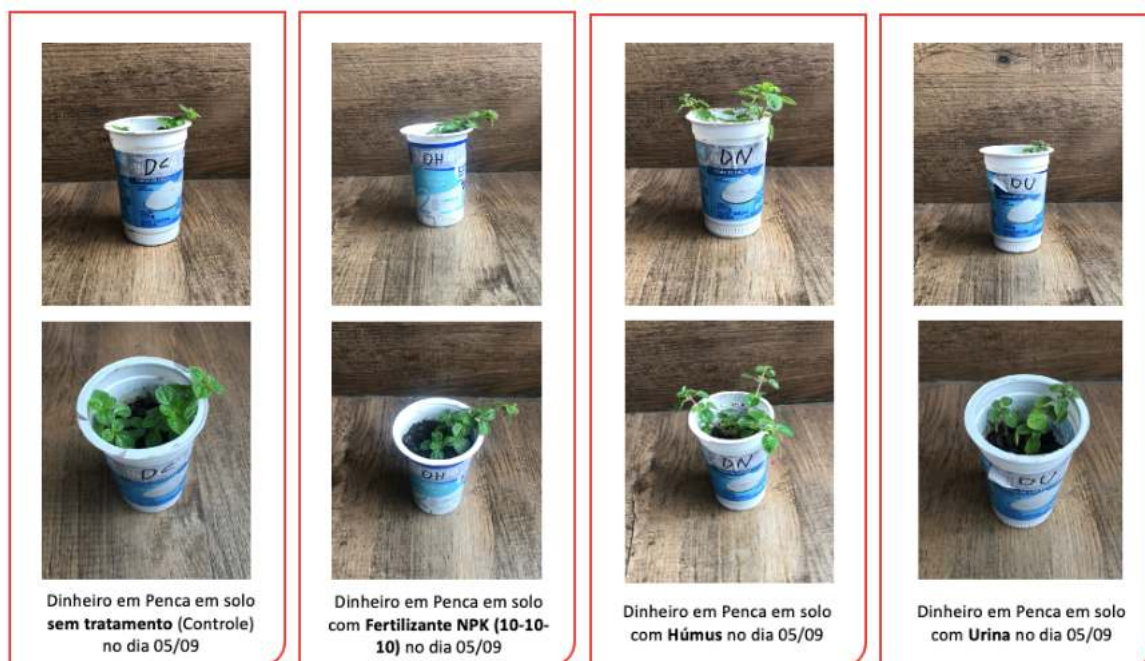 DC
DH
DN
DU
DC
DH
DN
DU
Dinheiro em Penca em solo
sem tratamento (Controle)
no dia 05/09
Dinheiro em Penca em solo
com Fertilizante NPK (10-10-
10) no dia 05/09
Dinheiro em Penca em solo
com Húmus no dia 05/09
Dinheiro em Penca em solo
com Urina no dia 05/09